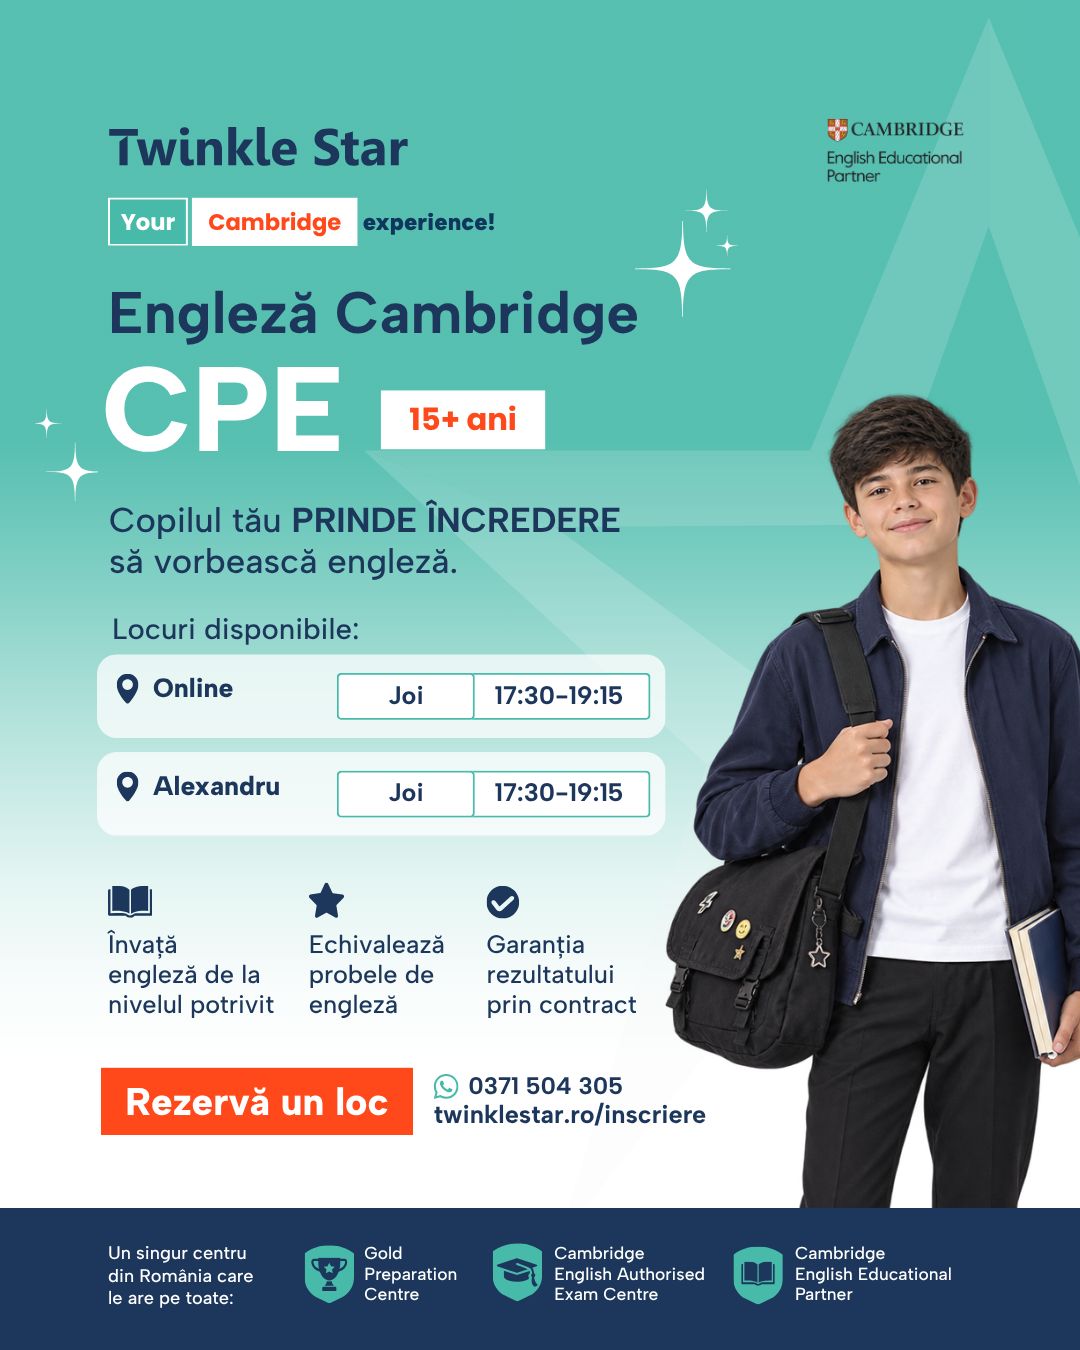 Twinkle Star
Your Cambridge experience!
CAMBRIDGE
English Educational
Partner
Engleză Cambridge
CPE
15+ ani
Copilul tău PRINDE ÎNCREDERE
să vorbească engleză.
Locuri disponibile:
Online Joi 17:30-19:15
Alexandru Joi 17:30-19:15
Învață
engleză de la
nivelul potrivit
Echivalează
probele de
engleză
Garanția
rezultatului
prin contract
Rezervă un loc
0371 504 305
twinklestar.ro/inscriere
Un singur centru
din România care
le are pe toate:
Gold
Preparation
Centre
Cambridge
English Authorised
Exam Centre
Cambridge
English Educational
Partner